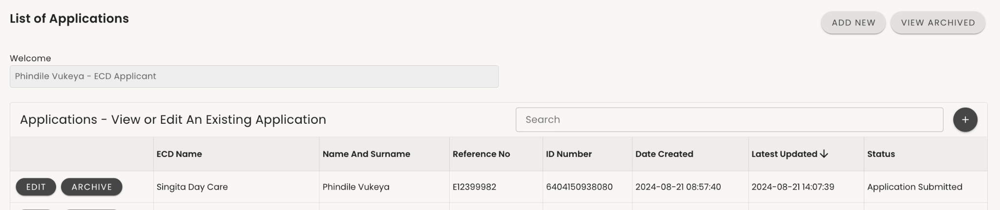 List of Applications
ADD NEW
VIEW ARCHIVED
Welcome
Phindile Vukeya - ECD Applicant
Applications - View or Edit An Existing Application
Search
+
ECD Name
Name And Surname
Reference No
ID Number
Date Created
Latest Updated ↓
Status
EDIT
ARCHIVE
Singita Day Care
Phindile Vukeya
E12399982
6404150938080
2024-08-21 08:57:40
2024-08-21 14:07:39
Application Submitted